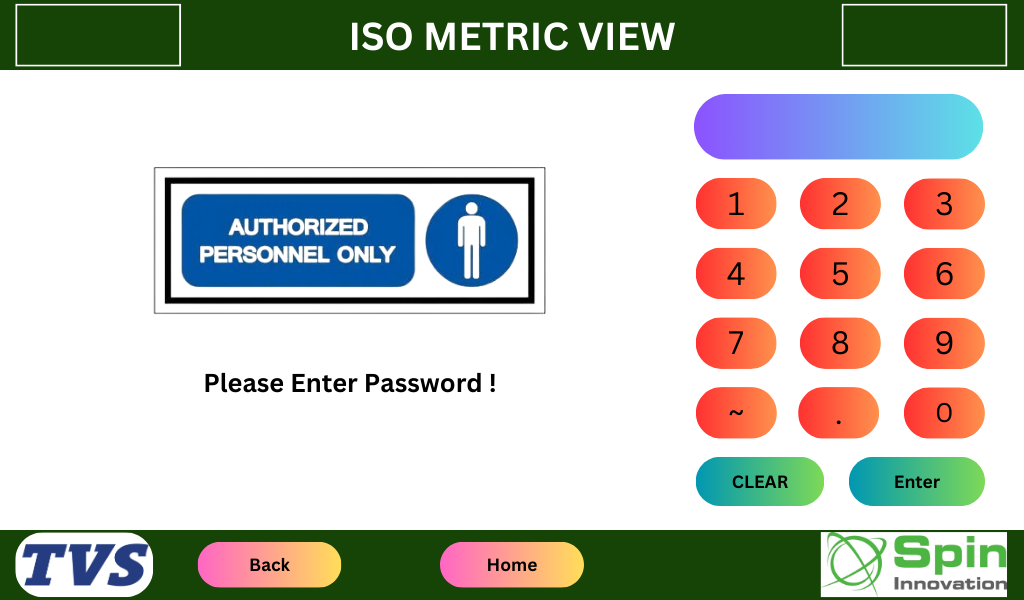 ISO METRIC VIEW
AUTHORIZED
PERSONNEL ONLY
Please Enter Password !
1 2 3
4 5 6
7 8 9
~ . 0
CLEAR Enter
TVS
Back
Home
Spin
Innovation